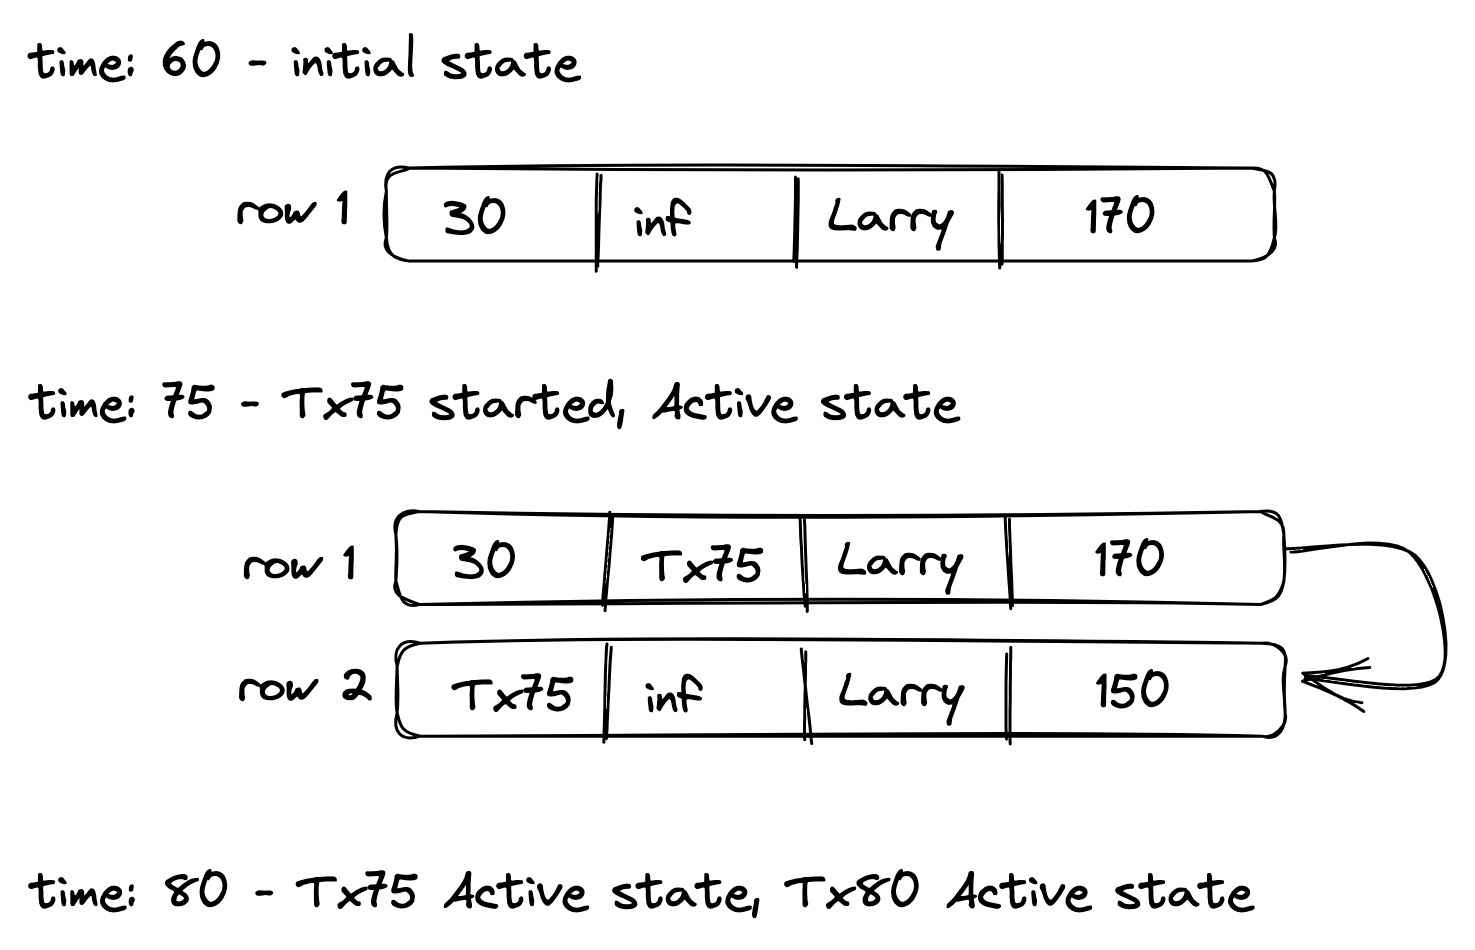 time: 60 - initial state
row 1 30 inf Larry 170
time: 75 - Tx75 started, Active state
row 1 30 Tx75 Larry 170
row 2 Tx75 inf Larry 150
time: 80 - Tx75 Active state, Tx80 Active state